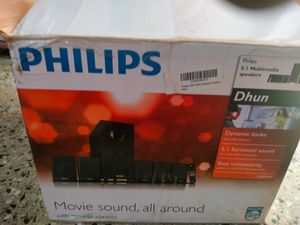 PHILIPS
Philips
5.1 Multimedia
speakers
Dhun
Dynamic looks
5.1 Surround sound
Easy connectivity
Movie sound, all around
with remote control
PHILIPS